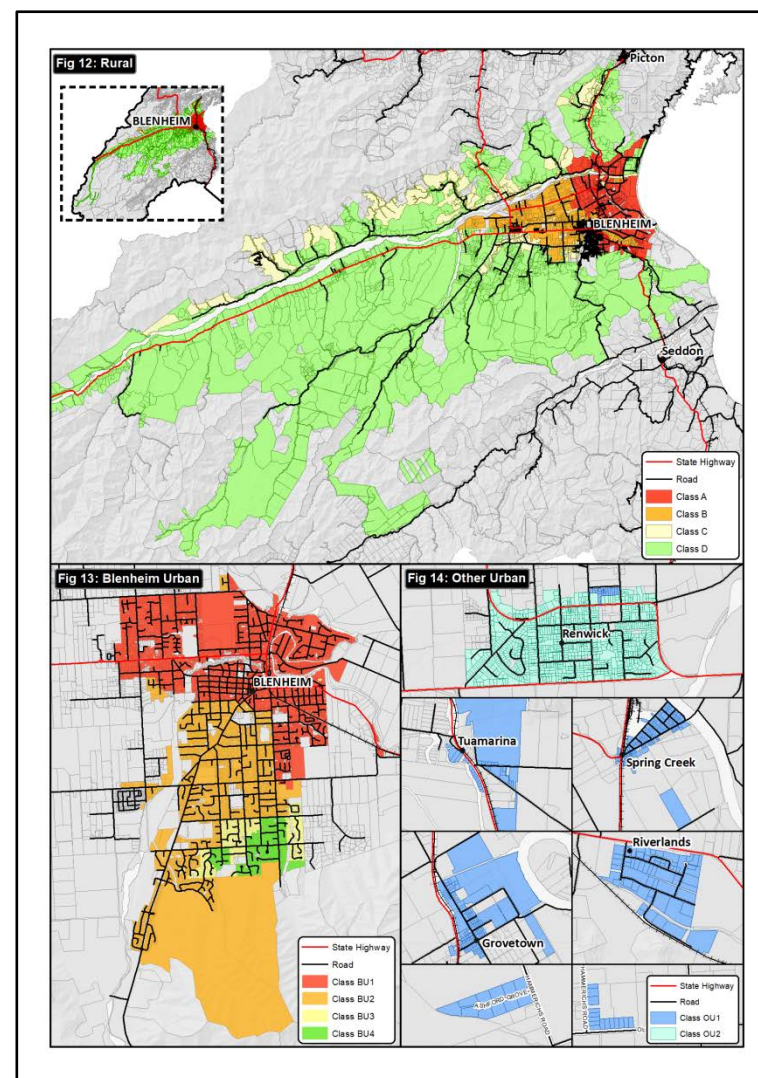 Fig 12: Rural
Picton
BLENHEIM
BLENHEIM
Seddon
State Highway
Road
Class A
Class B
Class C
Class D
Fig 13: Blenheim Urban
BLENHEIM
State Highway
Road
Class BU1
Class BU2
Class BU3
Class BU4
Fig 14: Other Urban
Renwick
Tuamarina
Spring Creek
Grovetown
Riverlands
ASHFORD GROVE
HAMMERICHS ROAD
HAMMERICHS ROAD
State Highway
Road
Class OU1
Class OU2